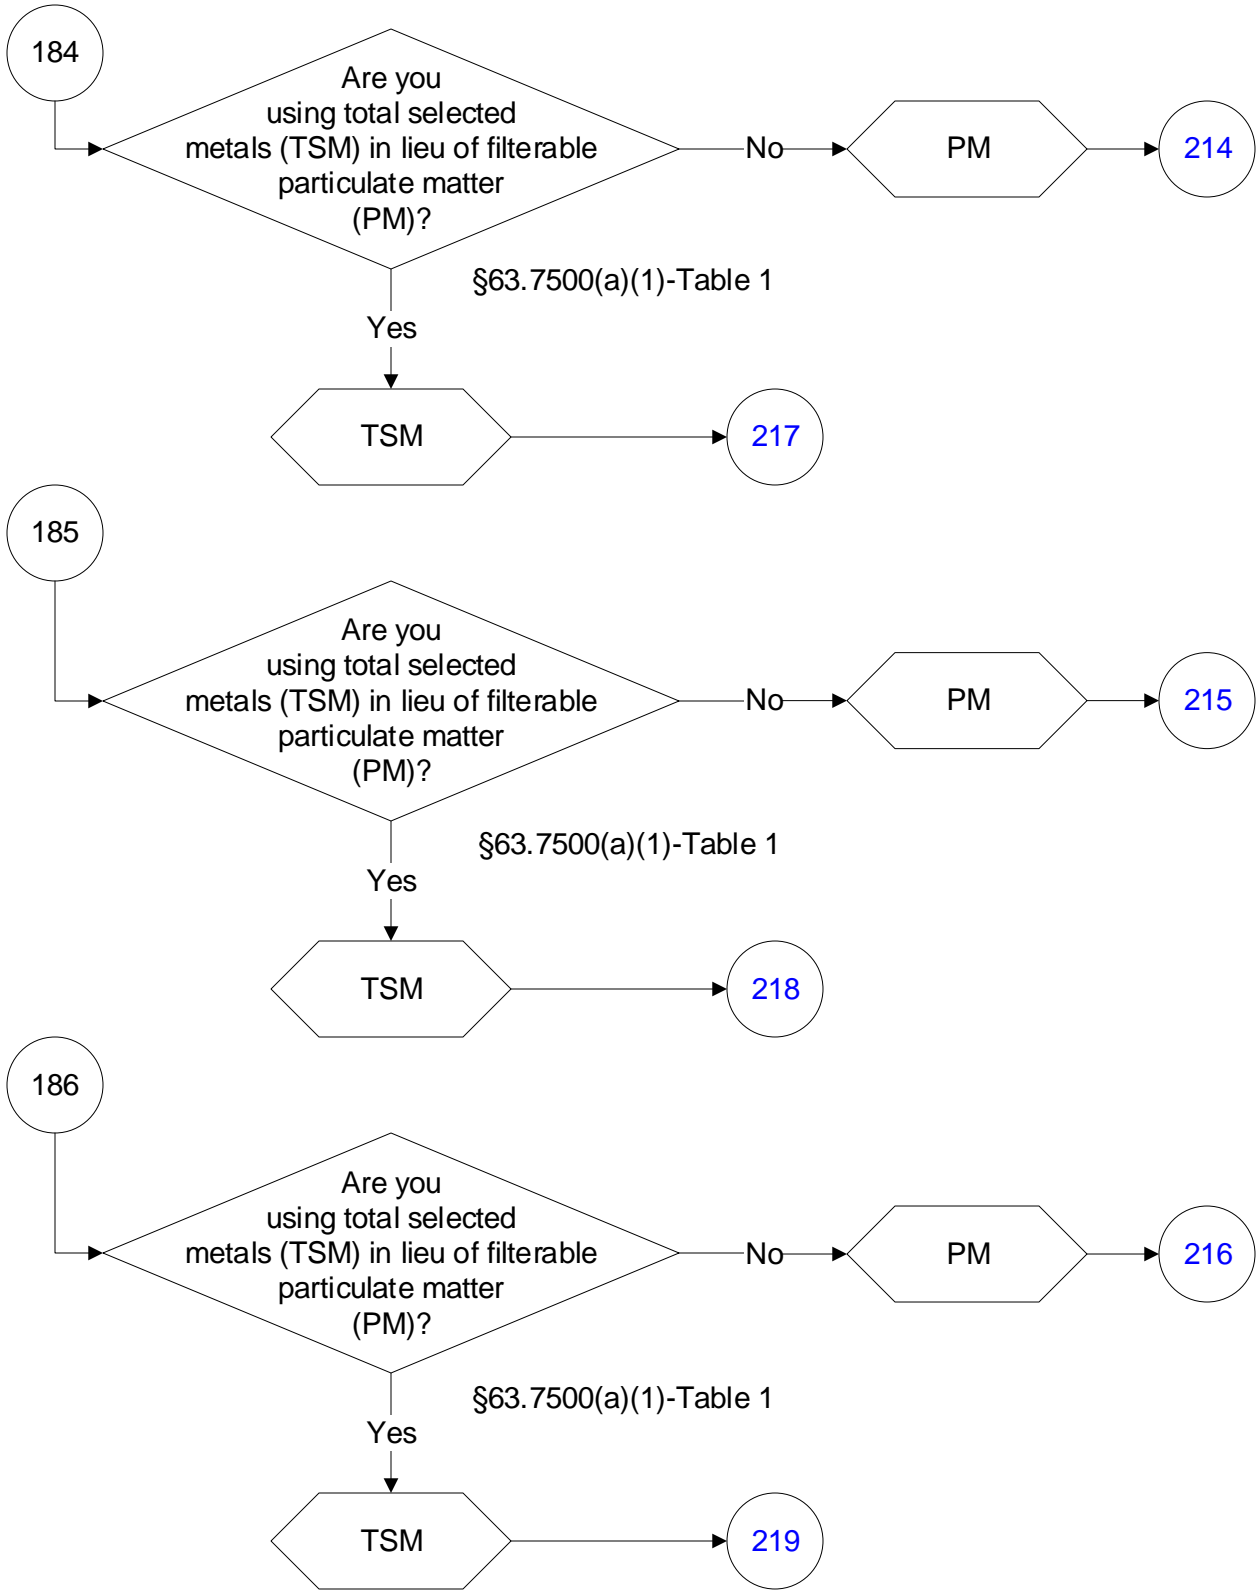 184
Are you
using total selected
metals (TSM) in lieu of filterable
particulate matter
(PM)?
No
PM
214
§63.7500(a)(1)-Table 1
Yes
TSM
217
185
Are you
using total selected
metals (TSM) in lieu of filterable
particulate matter
(PM)?
No
PM
215
§63.7500(a)(1)-Table 1
Yes
TSM
218
186
Are you
using total selected
metals (TSM) in lieu of filterable
particulate matter
(PM)?
No
PM
216
§63.7500(a)(1)-Table 1
Yes
TSM
219